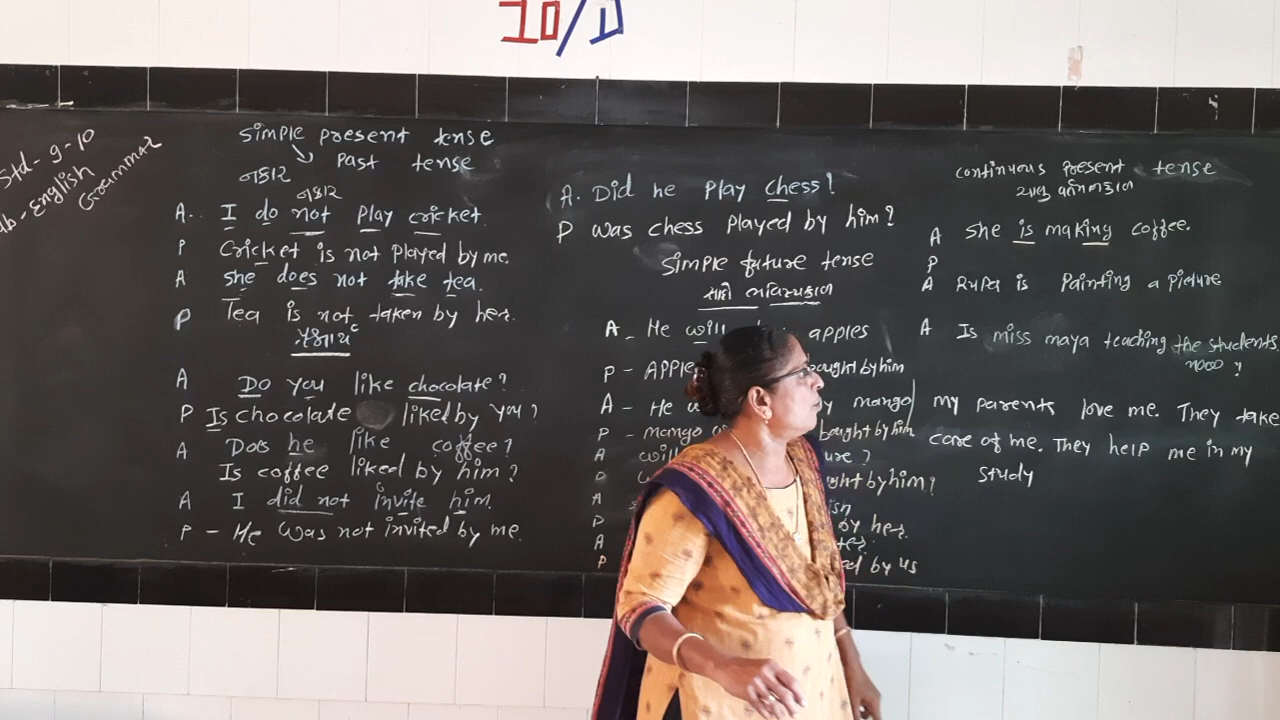 10/D
Std - 9-10
Sub - English
Grammar
Simple present tense
Past tense
નકાર
નકાર
A.. I do not play cricket.
P Cricket is not played by me.
A she does not take tea.
P Tea is not taken by her.
A Do you like chocolate?
P Is chocolate liked by you?
A Does he like coffee?
Is coffee liked by him?
A I did not invite him.
P - He was not invited by me.
A. Did he play chess?
P was chess played by him?
Simple future tense
સાદો ભવિષ્યકાળ
A - He will apples
P - Apple bought by him
A - He mango
P - mango bought by him
A will ?
by him?
A
P by her.
A
P by us
continuous present tense
ચાલુ વર્તમાનકાળ
A she is making coffee.
P
A Rupa is Painting a picture
A Is miss maya teaching the students
?
my parents love me. They take
care of me. They help me in my
study